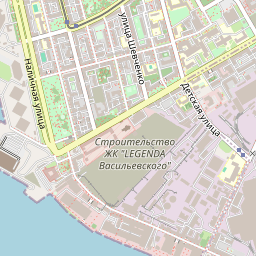 улица Шевченко
Наличная улица
Детская улица
Строительство
ЖК "LEGENDA
Васильевского"